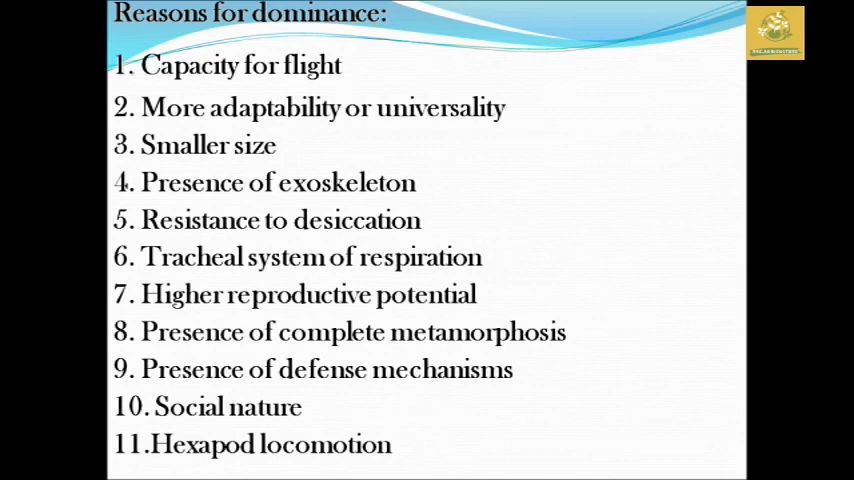 Reasons for dominance:
1. Capacity for flight
2. More adaptability or universality
3. Smaller size
4. Presence of exoskeleton
5. Resistance to desiccation
6. Tracheal system of respiration
7. Higher reproductive potential
8. Presence of complete metamorphosis
9. Presence of defense mechanisms
10. Social nature
11.Hexapod locomotion